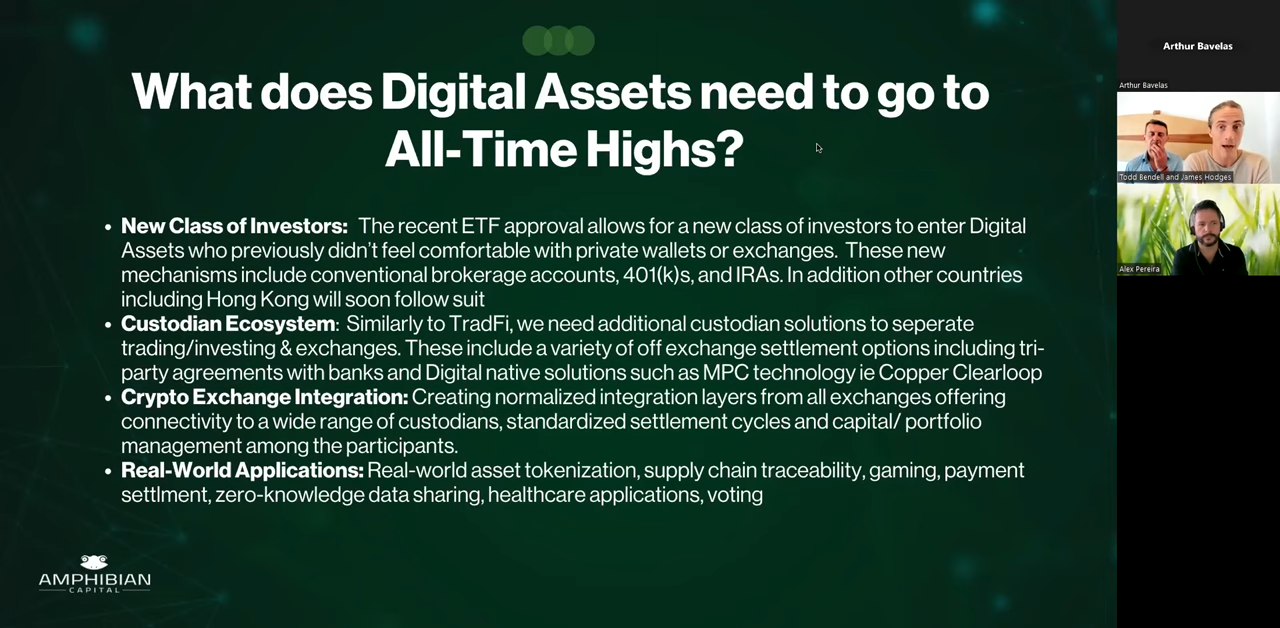 What does Digital Assets need to go to
All-Time Highs?
• New Class of Investors: The recent ETF approval allows for a new class of investors to enter Digital
Assets who previously didn't feel comfortable with private wallets or exchanges. These new
mechanisms include conventional brokerage accounts, 401(k)s, and IRAs. In addition other countries
including Hong Kong will soon follow suit
• Custodian Ecosystem: Similarly to TradFi, we need additional custodian solutions to seperate
trading/investing & exchanges. These include a variety of off exchange settlement options including tri-
party agreements with banks and Digital native solutions such as MPC technology ie Copper Clearloop
• Crypto Exchange Integration: Creating normalized integration layers from all exchanges offering
connectivity to a wide range of custodians, standardized settlement cycles and capital/ portfolio
management among the participants.
• Real-World Applications: Real-world asset tokenization, supply chain traceability, gaming, payment
settlment, zero-knowledge data sharing, healthcare applications, voting
AMPHIBIAN
CAPITAL
Arthur Bavelas
Arthur Bavelas
Todd Bendell and James Hodges
Alex Pereira